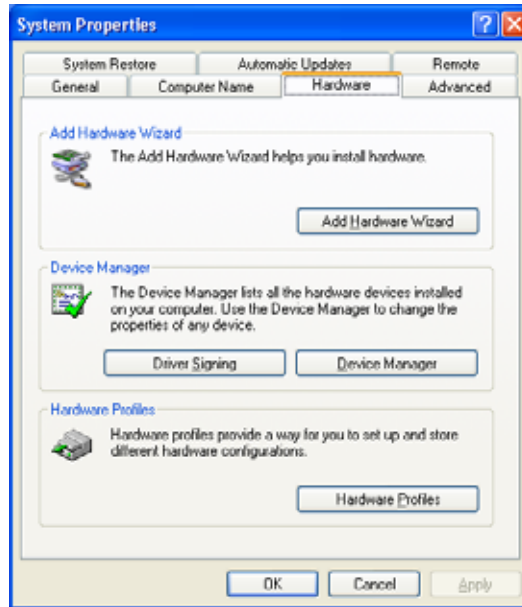 System Properties
System Restore Automatic Updates Remote
General Computer Name Hardware Advanced
Add Hardware Wizard
The Add Hardware Wizard helps you install hardware.
Add Hardware Wizard
Device Manager
The Device Manager lists all the hardware devices installed
on your computer. Use the Device Manager to change the
properties of any device.
Driver Signing Device Manager
Hardware Profiles
Hardware profiles provide a way for you to set up and store
different hardware configurations.
Hardware Profiles
OK Cancel Apply